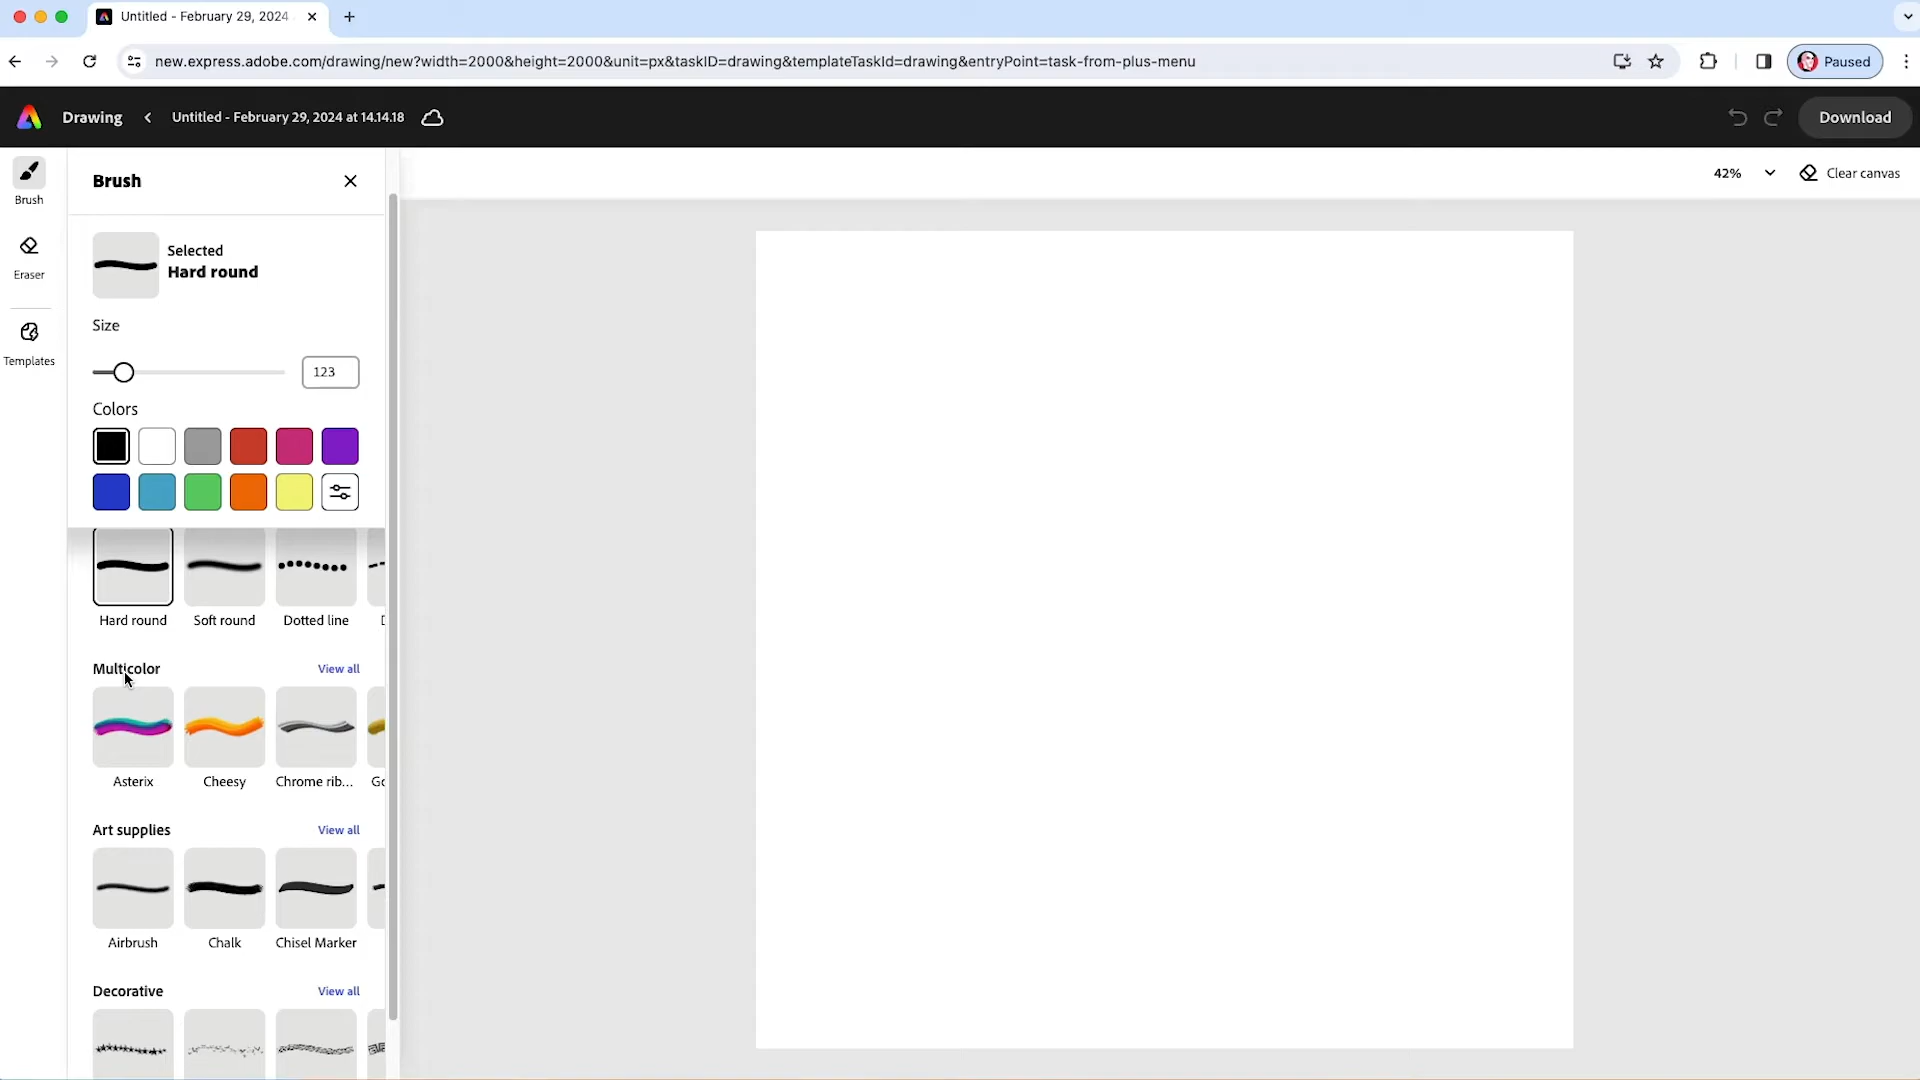 Untitled - February 29, 2024
new.express.adobe.com/drawing/new?width=2000&height=2000&unit=px&taskID=drawing&templateTaskId=drawing&entryPoint=task-from-plus-menu
Paused
Drawing
Untitled - February 29, 2024 at 14.14.18
Download
Brush
Eraser
Templates
Brush
Selected
Hard round
Size
123
Colors
42%
Clear canvas
Hard round
Soft round
Dotted line
Multicolor
View all
Asterix
Cheesy
Chrome rib...
Art supplies
View all
Airbrush
Chalk
Chisel Marker
Decorative
View all